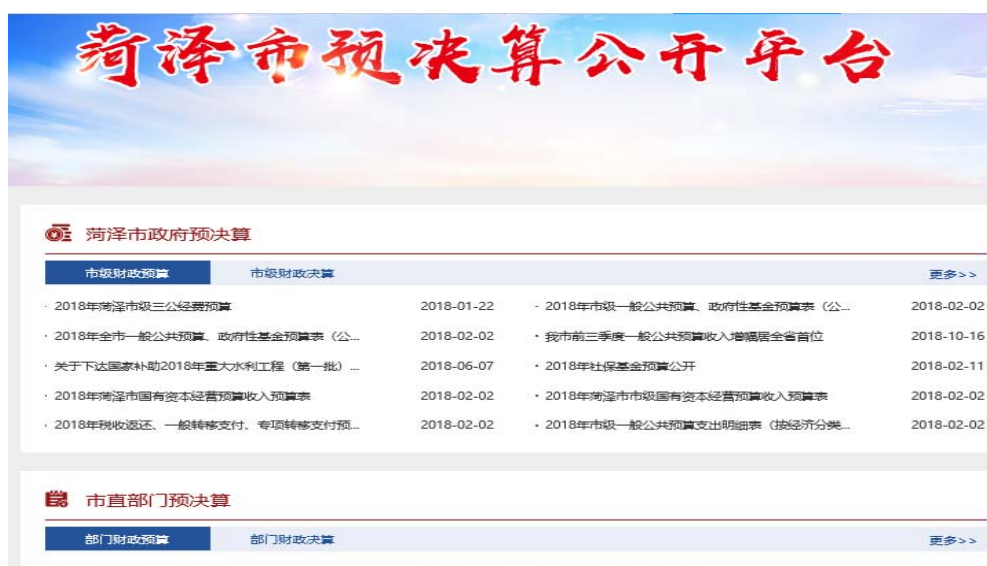 菏泽市预决算公开平台
菏泽市政府预决算
市级财政预算 市级财政决算 更多>>
· 2018年菏泽市级三公经费预算 2018-01-22
· 2018年市级一般公共预算、政府性基金预算表（公... 2018-02-02
· 2018年全市一般公共预算、政府性基金预算表（公... 2018-02-02
· 我市前三季度一般公共预算收入增幅居全省首位 2018-10-16
· 关于下达国家补助2018年重大水利工程（第一批）... 2018-06-07
· 2018年社保基金预算公开 2018-02-11
· 2018年菏泽市国有资本经营预算收入预算表 2018-02-02
· 2018年菏泽市市级国有资本经营预算收入预算表 2018-02-02
· 2018年税收返还、一般转移支付、专项转移支付预... 2018-02-02
· 2018年市级一般公共预算支出明细表（按经济分类... 2018-02-02
市直部门预决算
部门财政预算 部门财政决算 更多>>